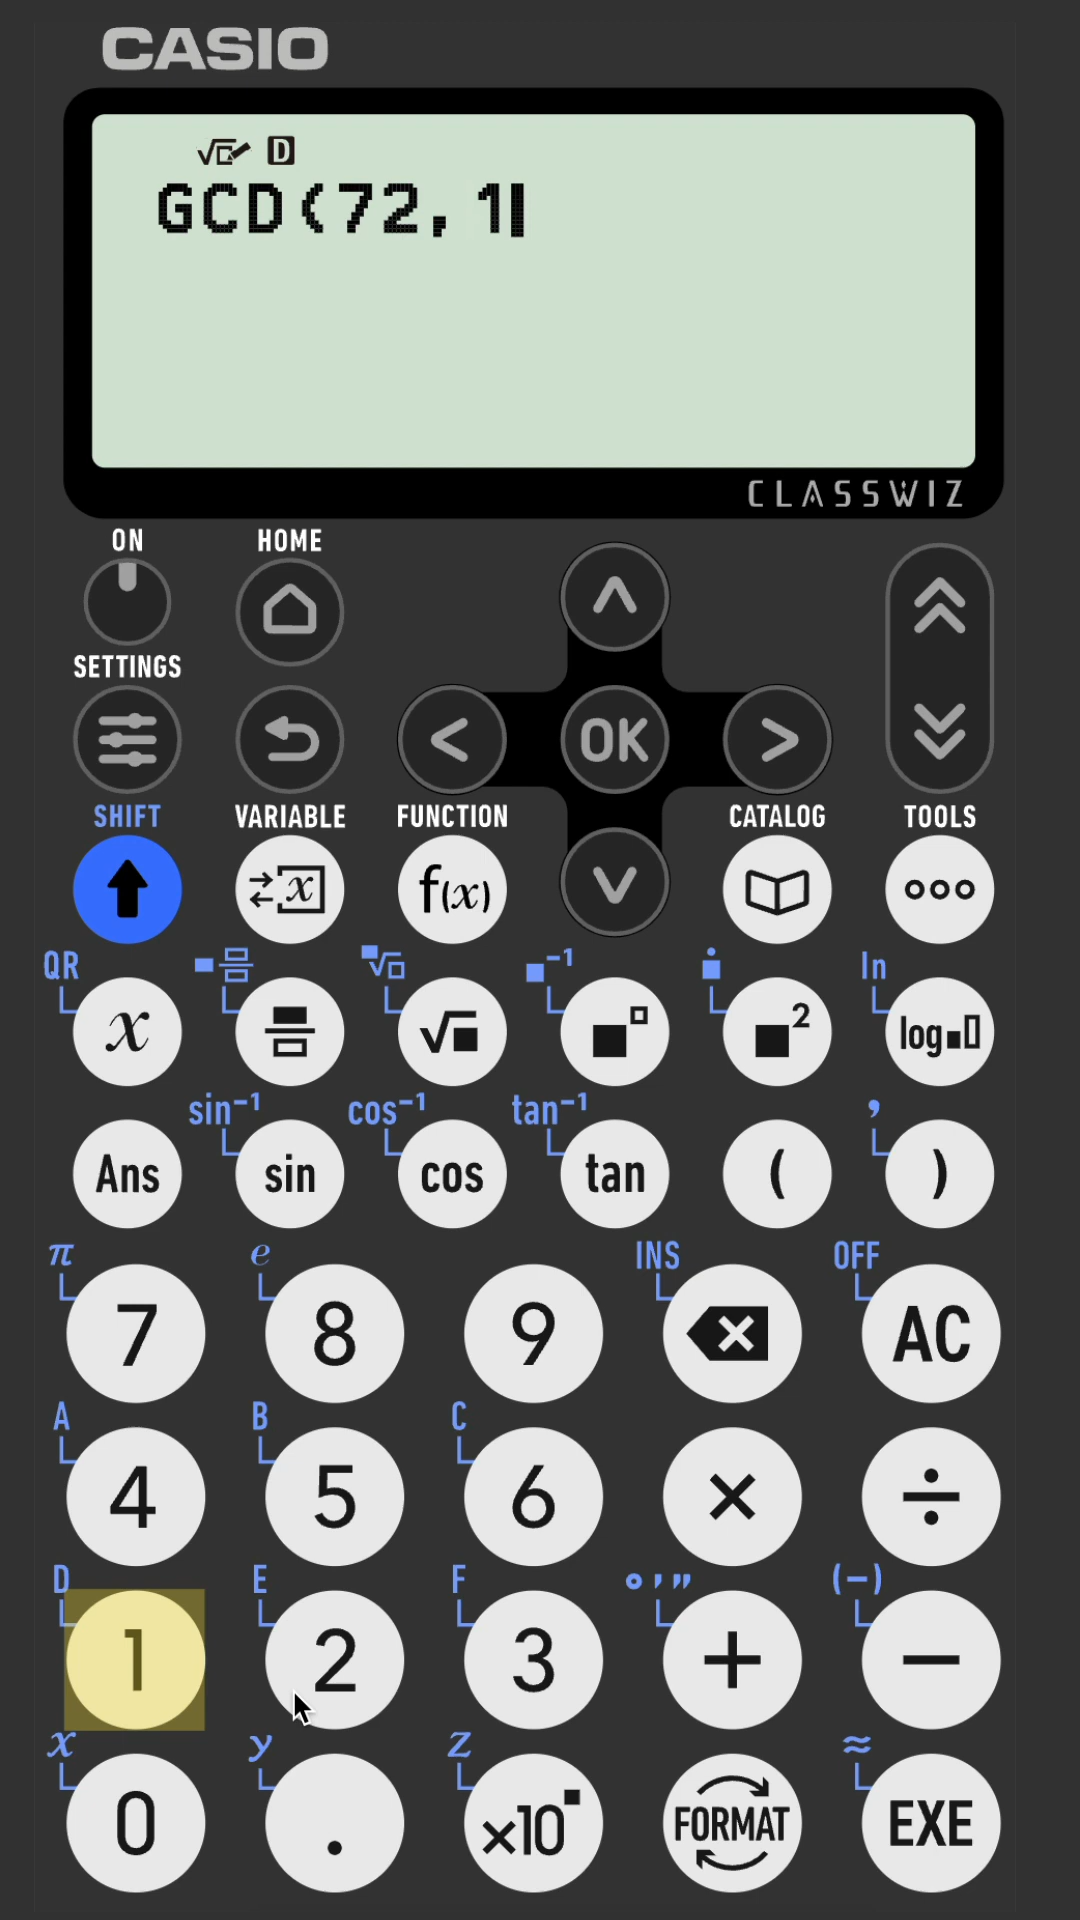 CASIO
√ D
GCD(72,1
CLASSWIZ
ON HOME
OK
SETTINGS
SHIFT VARIABLE FUNCTION CATALOG TOOLS
x f(x)
QR √ -1 ln
x √ 2 log
sin⁻¹ cos⁻¹ tan⁻¹ ,
Ans sin cos tan ( )
π e INS OFF
7 8 9 AC
A B C
4 5 6 × ÷
D E F ° ′ ″ (−)
1 2 3 + −
x y z ≈
0 . ×10 FORMAT EXE